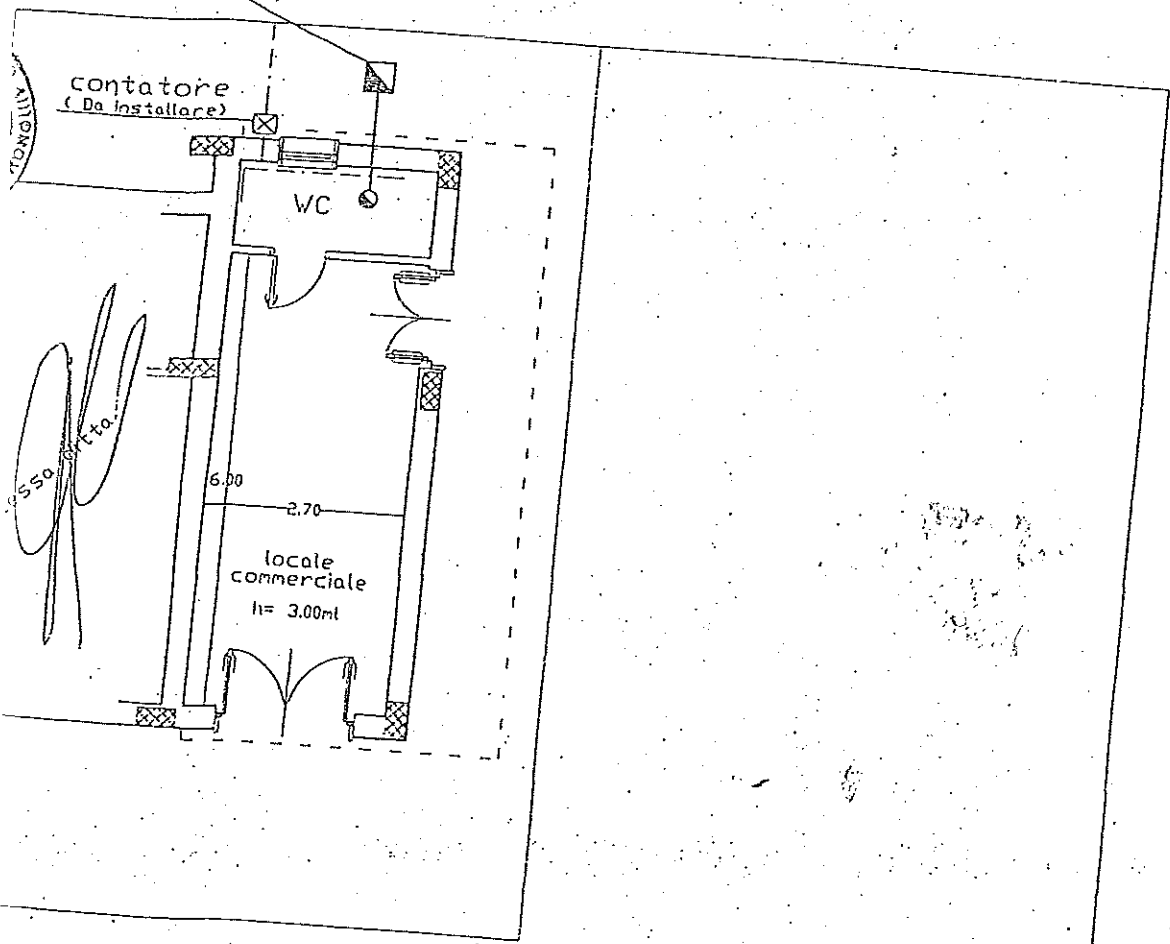 contatore
( Da Installare)
WC
6.00
2.70
locale
commerciale
h= 3.00ml